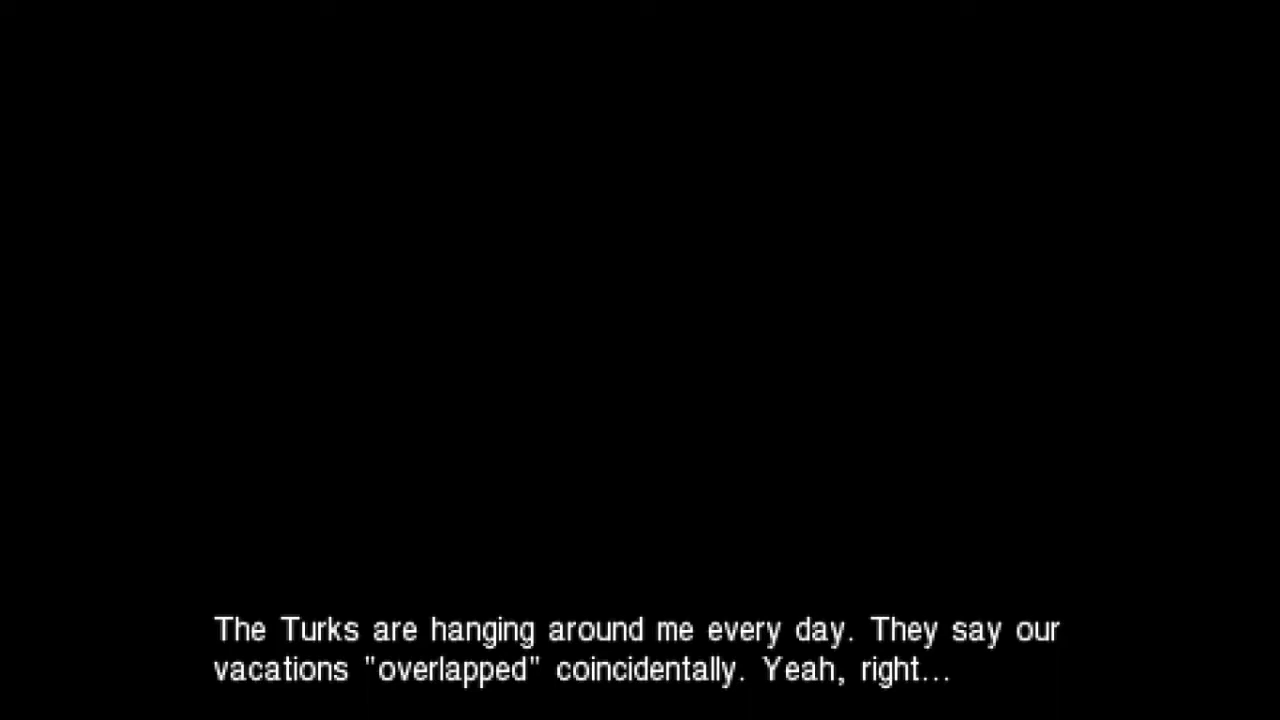 The Turks are hanging around me every day. They say our
vacations "overlapped" coincidentally. Yeah, right...